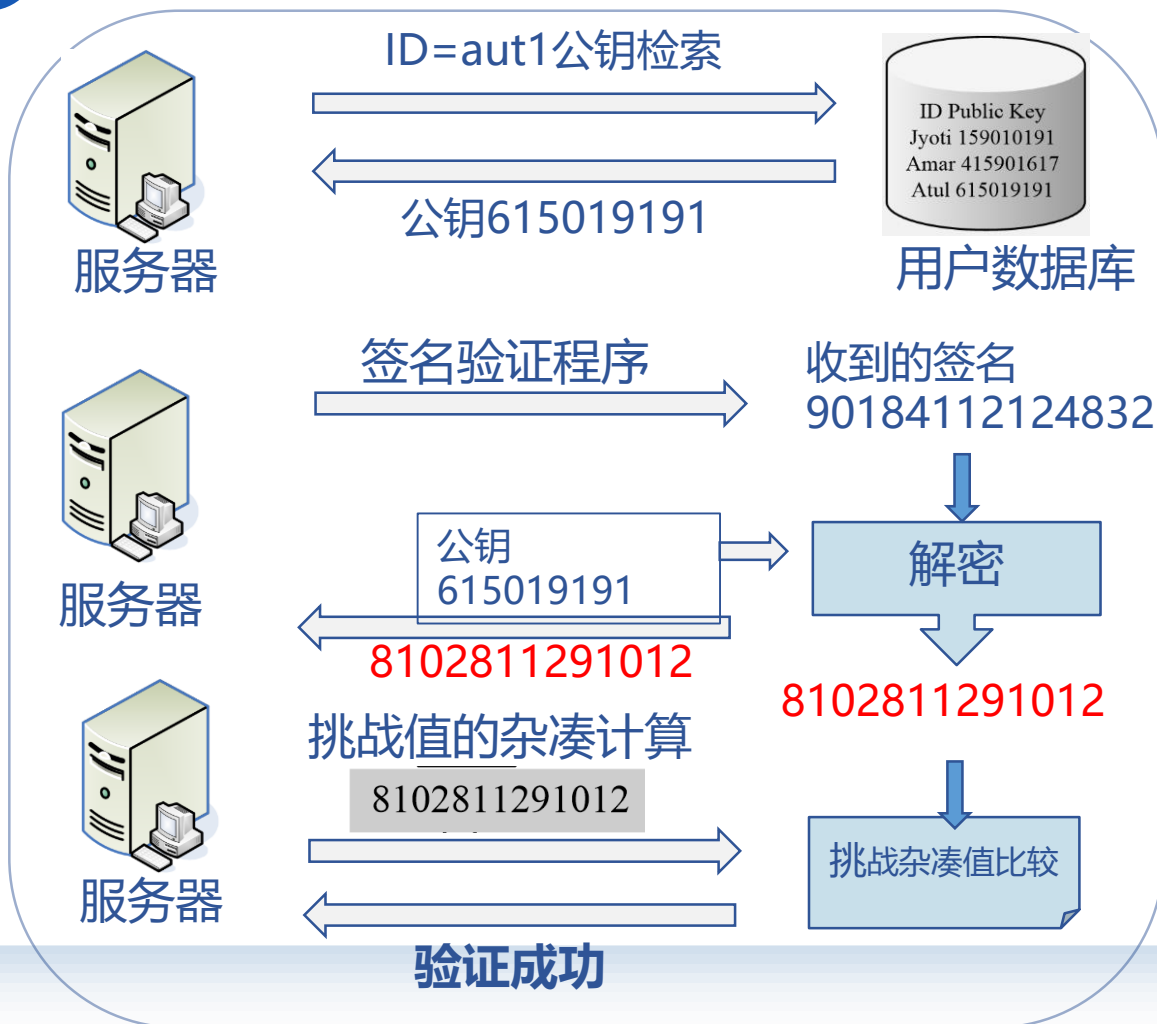 ID=aut1公钥检索
ID Public Key
Jyoti 159010191
Amar 415901617
Atul 615019191
公钥615019191
服务器
用户数据库
签名验证程序
收到的签名
90184112124832
公钥
615019191
解密
服务器
8102811291012
8102811291012
挑战值的杂凑计算
8102811291012
挑战杂凑值比较
服务器
验证成功